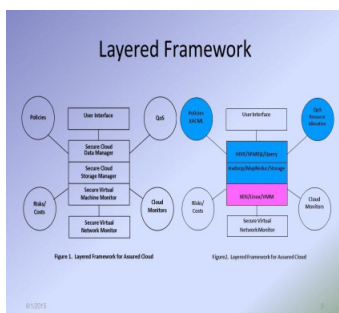 Layered Framework
Policies
User Interface
QoS
Secure Cloud
Data Manager
Secure Cloud
Storage Manager
Secure Virtual
Machine Monitor
Secure Virtual
Network Monitor
Risks/
Costs
Cloud
Monitors
Figure 1. Layered Framework for Assured Cloud
Policies
XACML
User Interface
QoS
Resource
Allocation
HIVE/SPARQL/Query
Hadoop/MapReduc/Storage
XEN/Linux/VMM
Secure Virtual
Network Monitor
Risks/
Costs
Cloud
Monitors
Figure2. Layered Framework for Assured Cloud